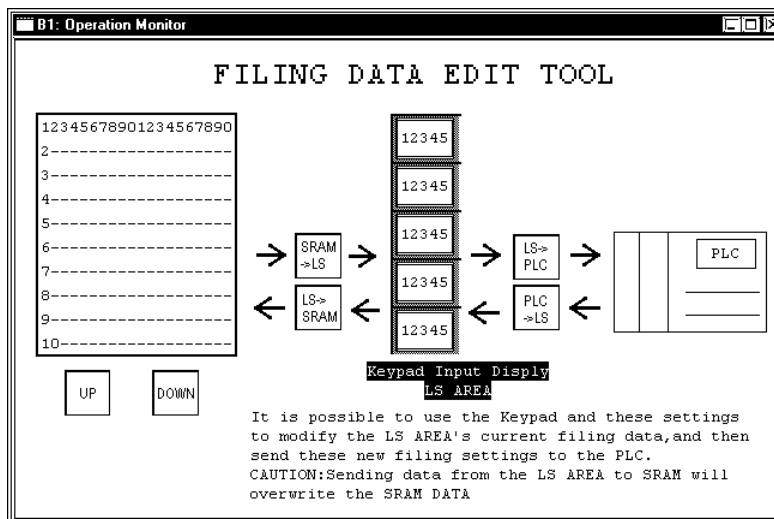 B1: Operation Monitor
FILING DATA EDIT TOOL
12345678901234567890
2------------------
3------------------
4------------------
5------------------
6------------------
7------------------
8------------------
9------------------
10-----------------
UP
DOWN
SRAM
->LS
LS->
SRAM
12345
12345
12345
12345
12345
LS->
PLC
PLC
->LS
PLC
Keypad Input Disply
LS AREA
It is possible to use the Keypad and these settings
to modify the LS AREA's current filing data,and then
send these new filing settings to the PLC.
CAUTION:Sending data from the LS AREA to SRAM will
overwrite the SRAM DATA